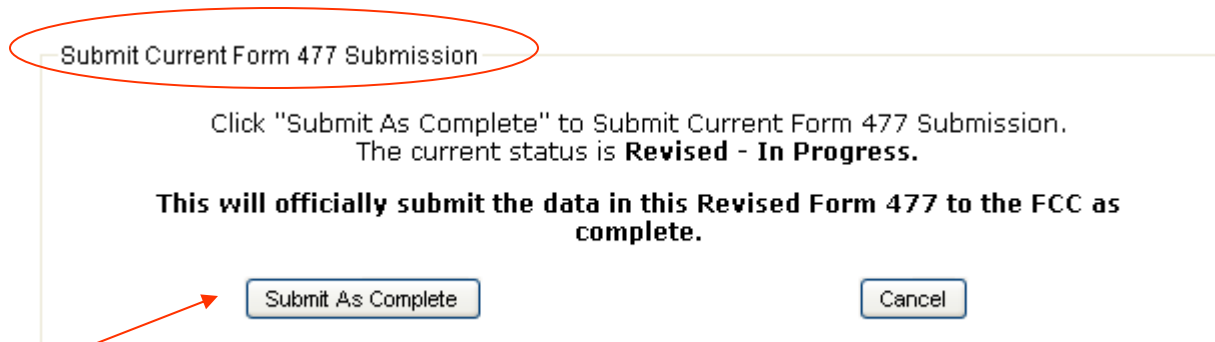 Submit Current Form 477 Submission
Click "Submit As Complete" to Submit Current Form 477 Submission.
The current status is Revised - In Progress.
This will officially submit the data in this Revised Form 477 to the FCC as
complete.
Submit As Complete
Cancel